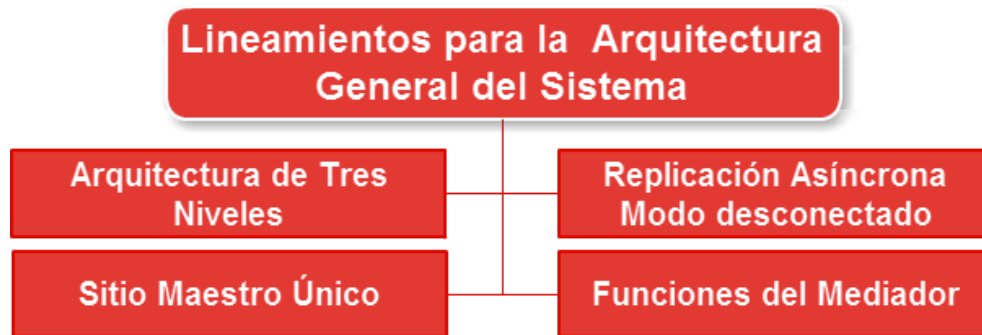 Lineamientos para la Arquitectura
General del Sistema
Arquitectura de Tres
Niveles
Replicación Asíncrona
Modo desconectado
Sitio Maestro Único
Funciones del Mediador